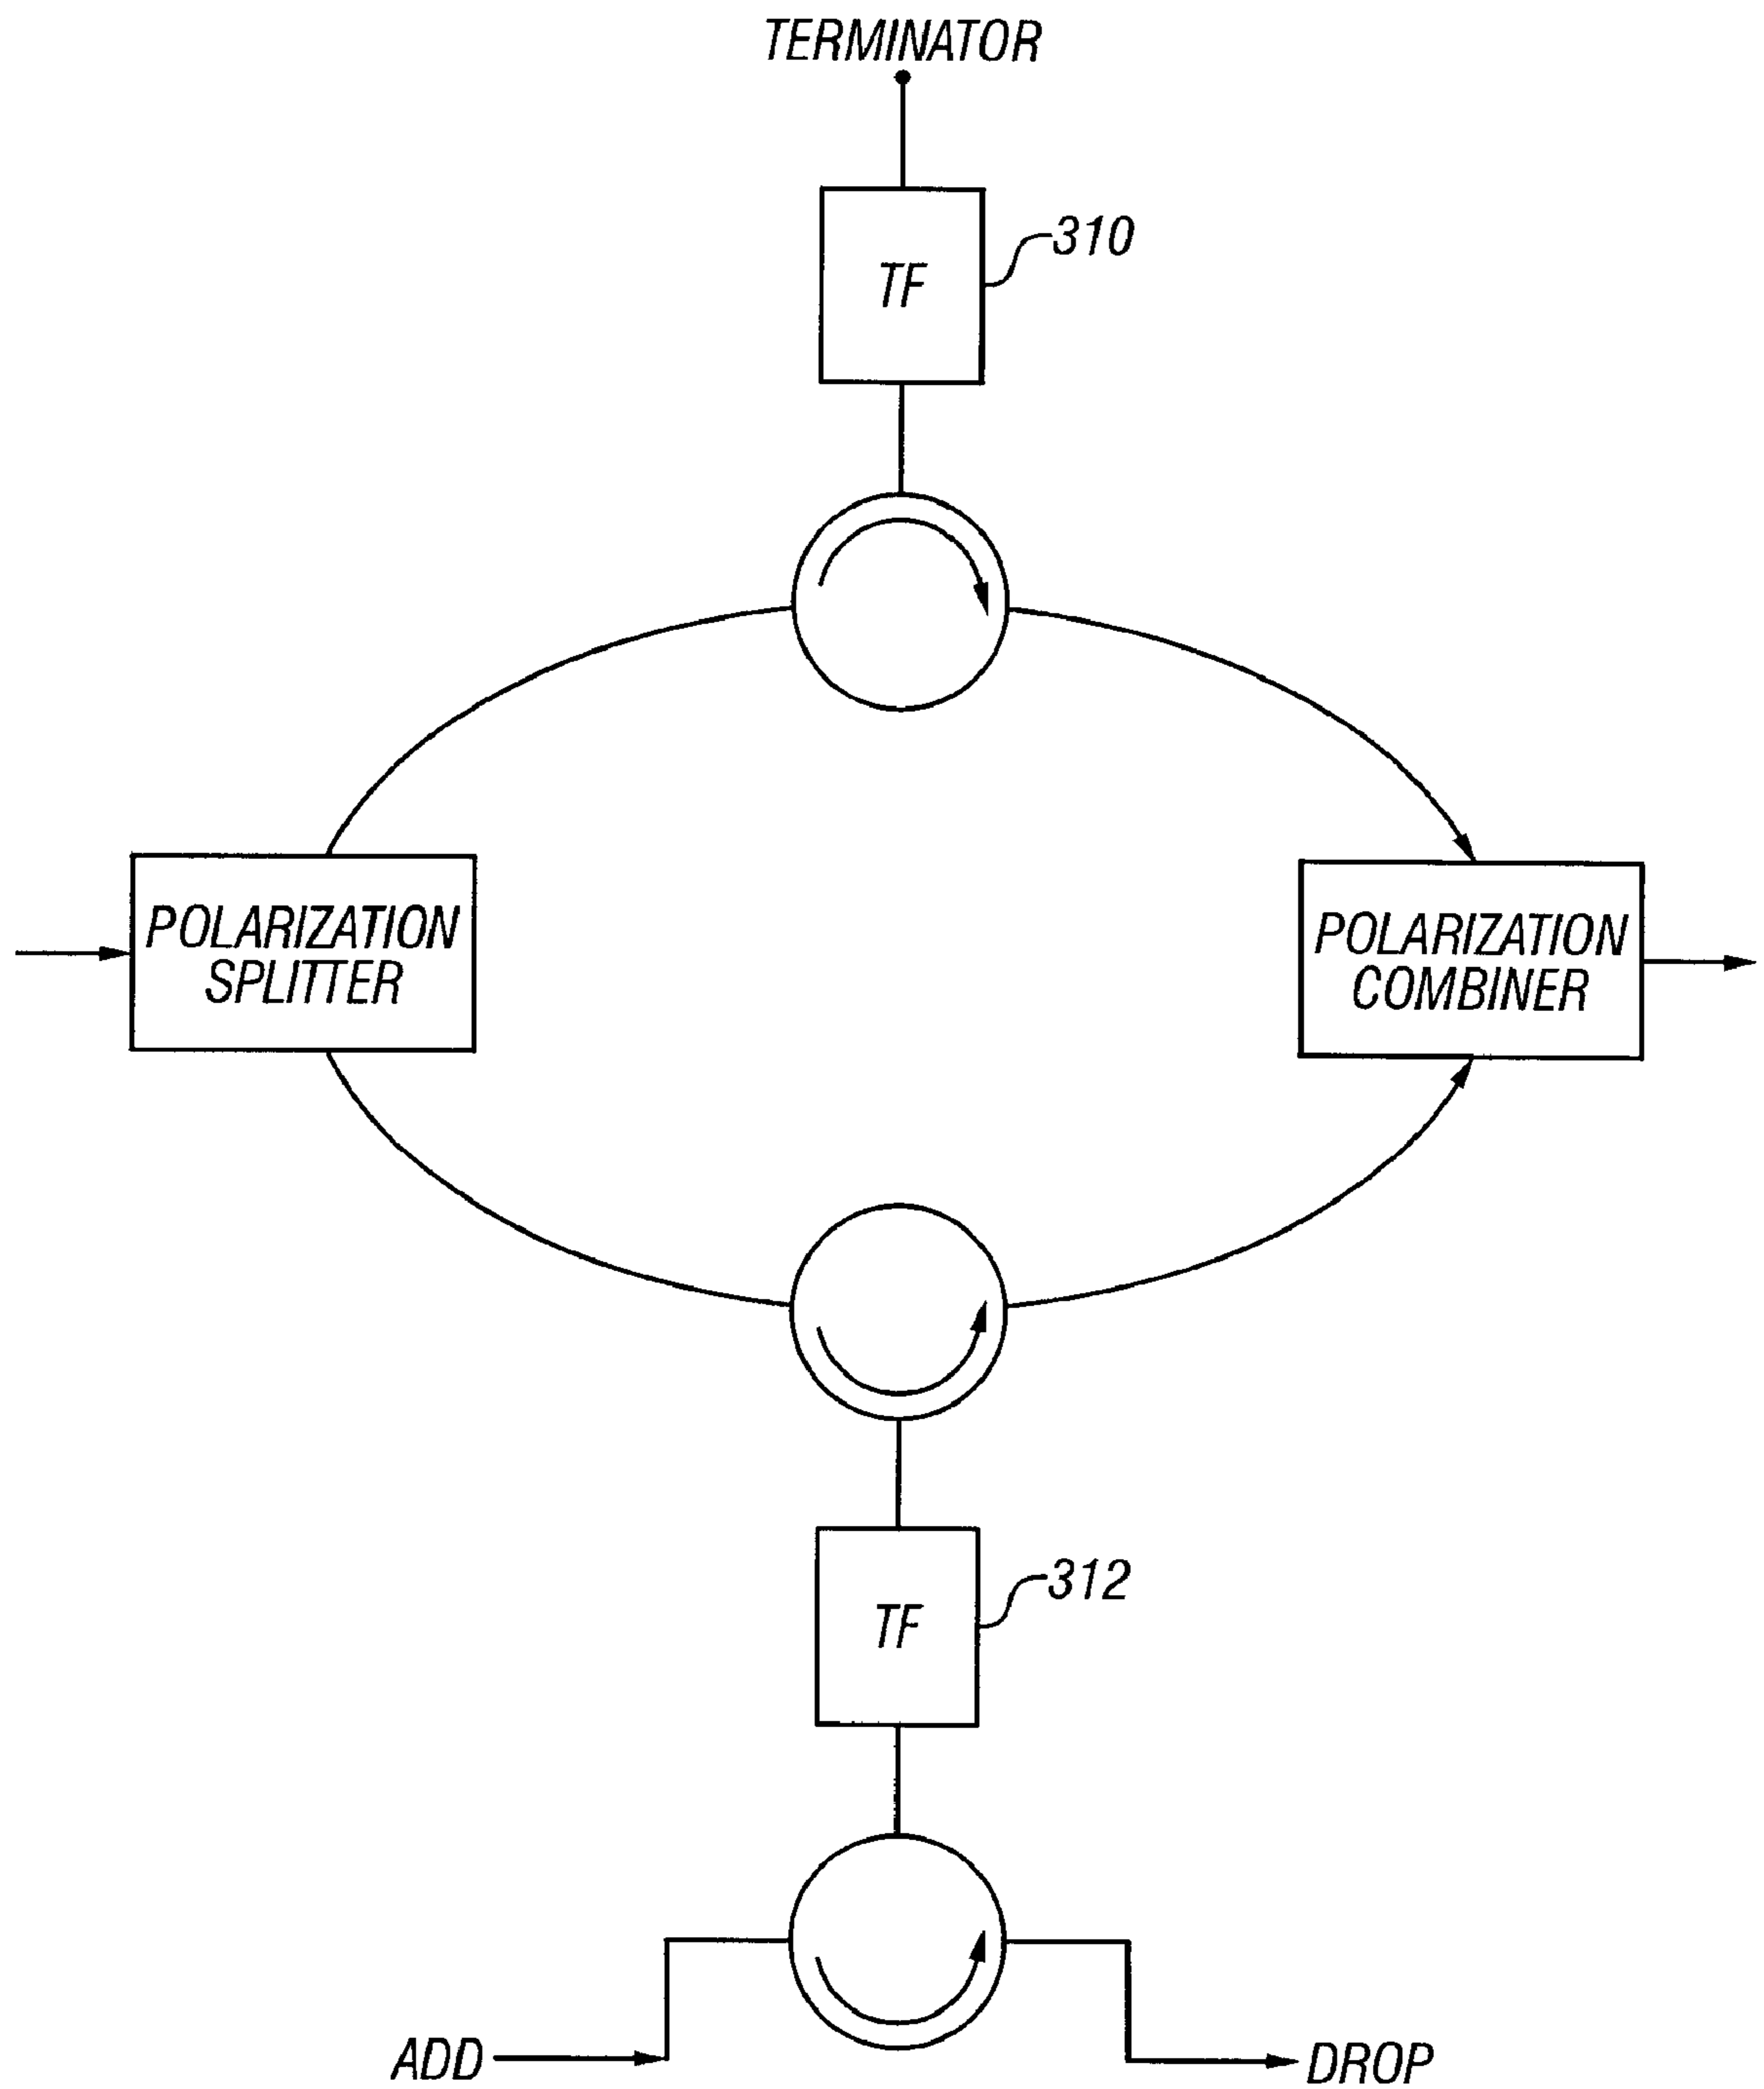 TERMINATOR
310
TF
POLARIZATION
SPLITTER
POLARIZATION
COMBINER
312
TF
ADD
DROP